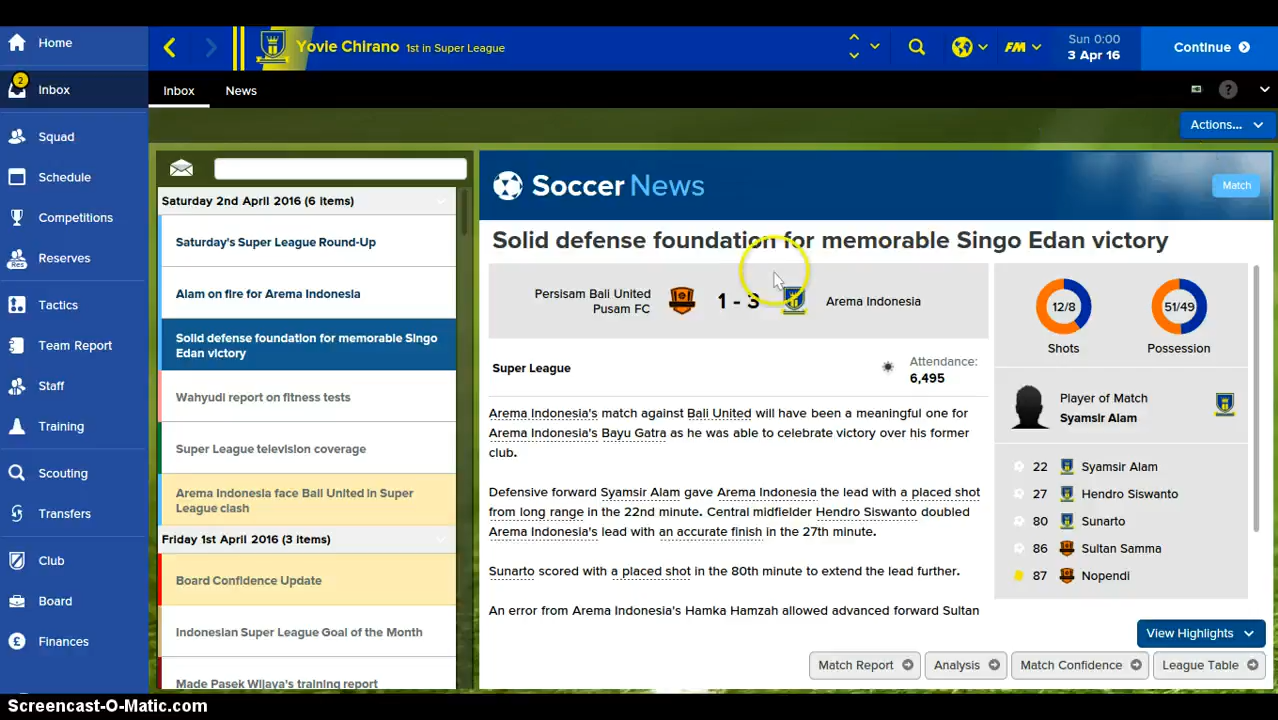 Home
Yovie Chirano 1st in Super League
FM
Sun 0:00
3 Apr 16
Continue
2
Inbox
Inbox
News
?
Actions...
Squad
Schedule
Competitions
Res
Reserves
Tactics
Team Report
Staff
Training
Scouting
Transfers
Club
Board
Finances
Saturday 2nd April 2016 (6 items)
Saturday's Super League Round-Up
Alam on fire for Arema Indonesia
Solid defense foundation for memorable Singo
Edan victory
Wahyudi report on fitness tests
Super League television coverage
Arema Indonesia face Bali United in Super
League clash
Friday 1st April 2016 (3 items)
Board Confidence Update
Indonesian Super League Goal of the Month
Made Pasek Wijaya's training report
Soccer News
Match
Solid defense foundation for memorable Singo Edan victory
Persisam Bali United
Pusam FC
1 - 3
Arema Indonesia
Super League
Attendance:
6,495
Arema Indonesia's match against Bali United will have been a meaningful one for
Arema Indonesia's Bayu Gatra as he was able to celebrate victory over his former
club.
Defensive forward Syamsir Alam gave Arema Indonesia the lead with a placed shot
from long range in the 22nd minute. Central midfielder Hendro Siswanto doubled
Arema Indonesia's lead with an accurate finish in the 27th minute.
Sunarto scored with a placed shot in the 80th minute to extend the lead further.
An error from Arema Indonesia's Hamka Hamzah allowed advanced forward Sultan
12/8
Shots
51/49
Possession
Player of Match
Syamsir Alam
22 Syamsir Alam
27 Hendro Siswanto
80 Sunarto
86 Sultan Samma
87 Nopendi
View Highlights
Match Report
Analysis
Match Confidence
League Table
Screencast-O-Matic.com